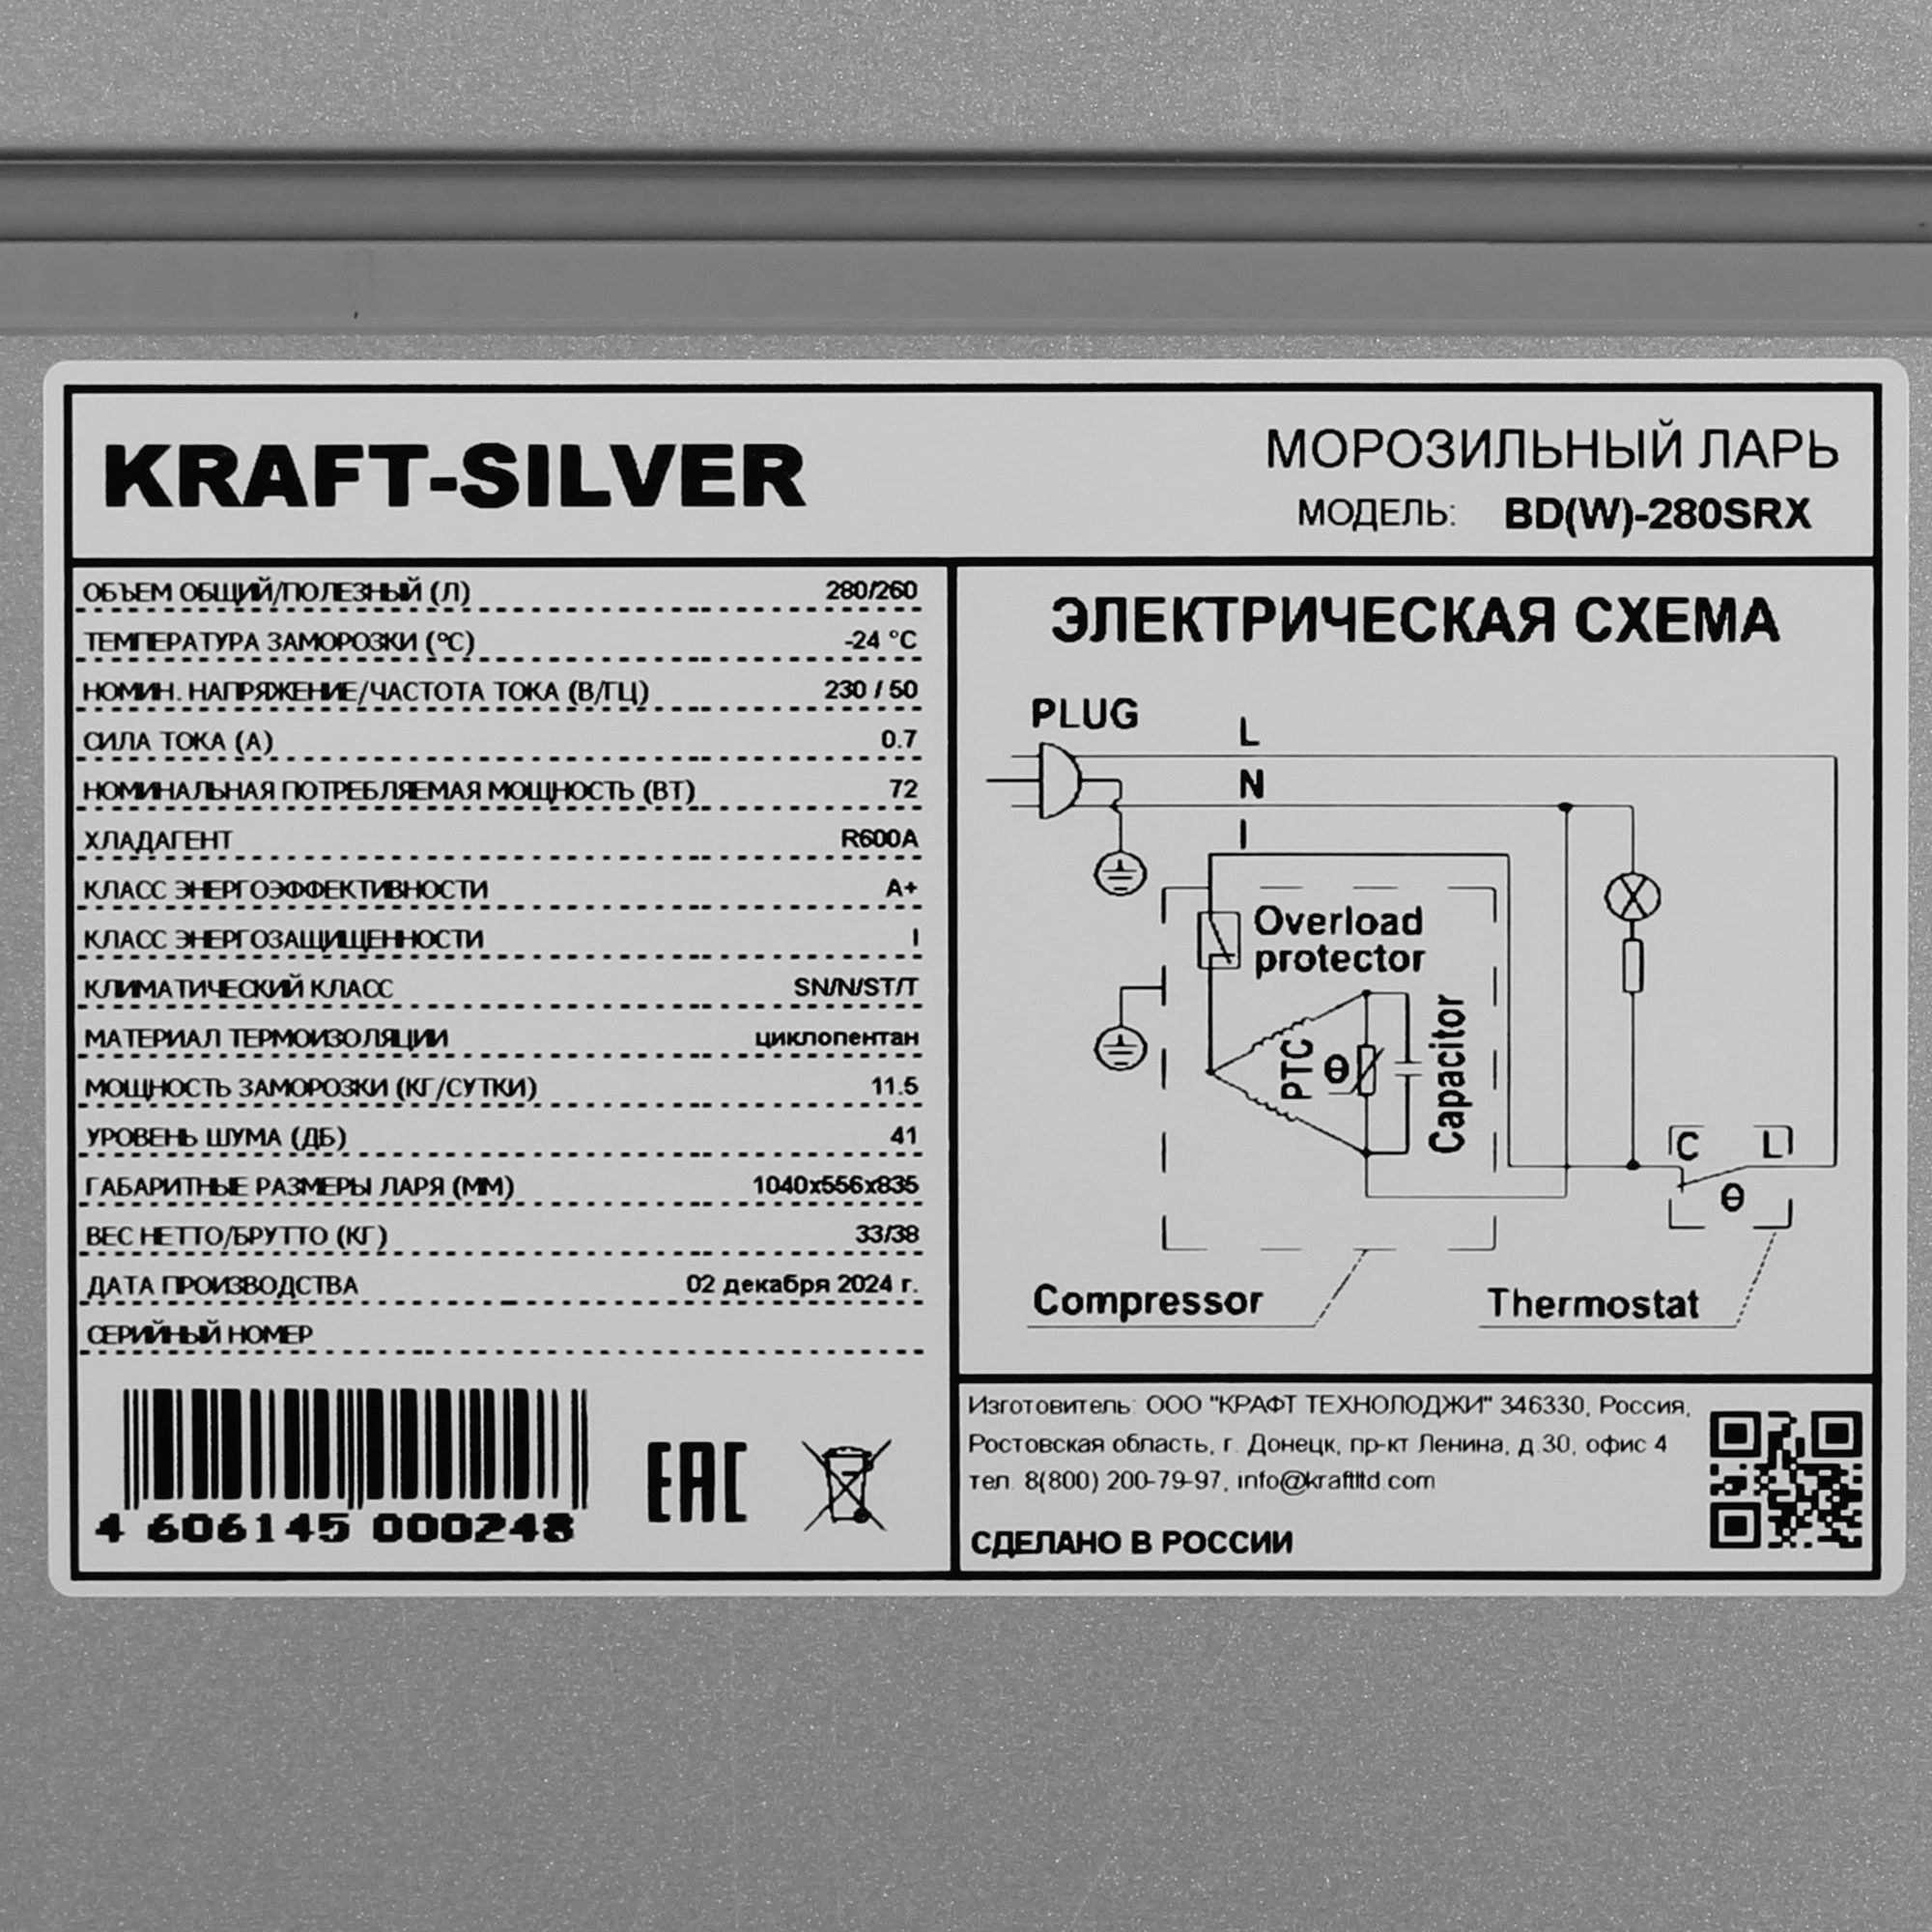 KRAFT-SILVER
МОРОЗИЛЬНЫЙ ЛАРЬ
МОДЕЛЬ: BD(W)-280SRX
ОБЪЕМ ОБЩИЙ/ПОЛЕЗНЫЙ (Л) 280/260
ТЕМПЕРАТУРА ЗАМОРОЗКИ (°С) -24 °C
НОМИН. НАПРЯЖЕНИЕ/ЧАСТОТА ТОКА (В/ГЦ) 230 / 50
СИЛА ТОКА (А) 0.7
НОМИНАЛЬНАЯ ПОТРЕБЛЯЕМАЯ МОЩНОСТЬ (ВТ) 72
ХЛАДАГЕНТ R600A
КЛАСС ЭНЕРГОЭФФЕКТИВНОСТИ A+
КЛАСС ЭНЕРГОЗАЩИЩЕННОСТИ I
КЛИМАТИЧЕСКИЙ КЛАСС SN/N/ST/T
МАТЕРИАЛ ТЕРМОИЗОЛЯЦИИ циклопентан
МОЩНОСТЬ ЗАМОРОЗКИ (КГ/СУТКИ) 11.5
УРОВЕНЬ ШУМА (ДБ) 41
ГАБАРИТНЫЕ РАЗМЕРЫ ЛАРЯ (ММ) 1040x556x835
ВЕС НЕТТО/БРУТТО (КГ) 33/38
ДАТА ПРОИЗВОДСТВА 02 декабря 2024 г.
СЕРИЙНЫЙ НОМЕР
4 606145 000248
EAC
ЭЛЕКТРИЧЕСКАЯ СХЕМА
PLUG
L
N
I
Overload
protector
PTC
θ
Capacitor
C L
θ
Compressor
Thermostat
Изготовитель: ООО "КРАФТ ТЕХНОЛОДЖИ" 346330, Россия,
Ростовская область, г. Донецк, пр-кт Ленина, д.30, офис 4
тел. 8(800) 200-79-97, info@kraftltd.com
СДЕЛАНО В РОССИИ